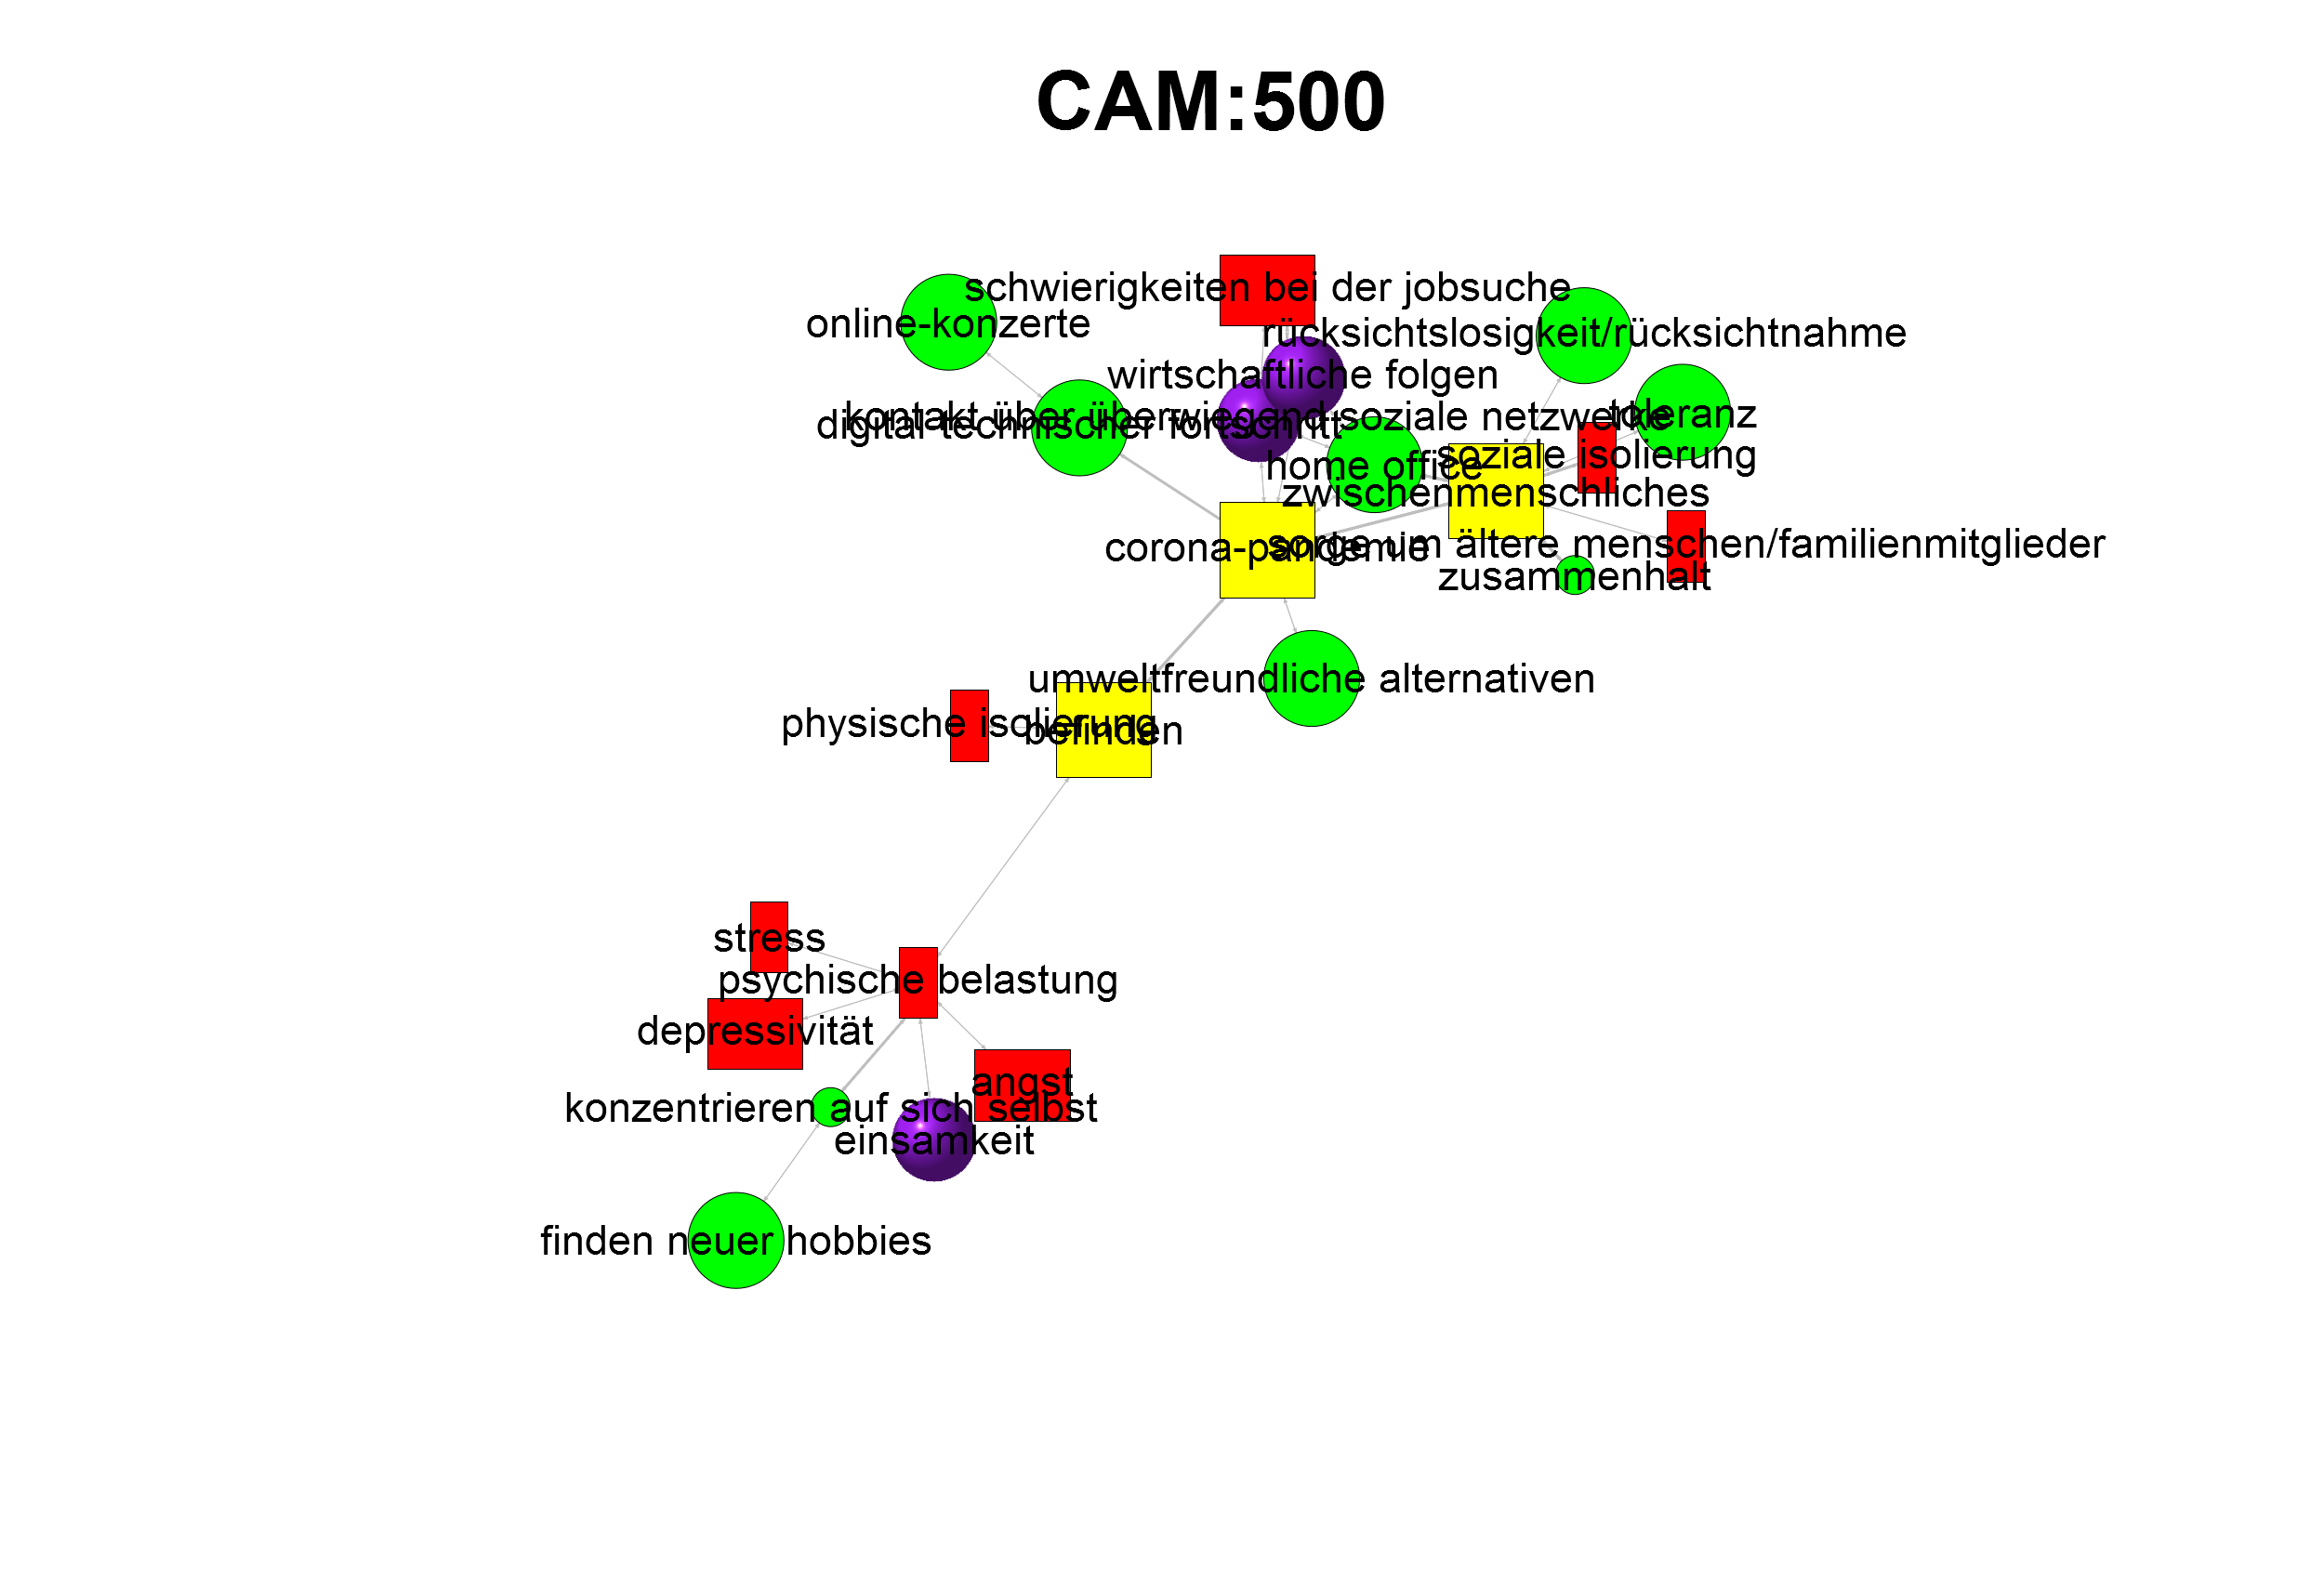 CAM:500
schwierigkeiten bei der jobsuche
online-konzerte
rücksichtslosigkeit/rücksichtnahme
wirtschaftliche folgen
kontakt über überwiegend soziale netzwerke
toleranz
digital-technischer fortschritt
soziale isolierung
home office
zwischenmenschliches
corona-pandemie
sorge um ältere menschen/familienmitglieder
zusammenhalt
umweltfreundliche alternativen
physische isolierung
befinden
stress
psychische belastung
depressivität
angst
konzentrieren auf sich selbst
einsamkeit
finden neuer hobbies